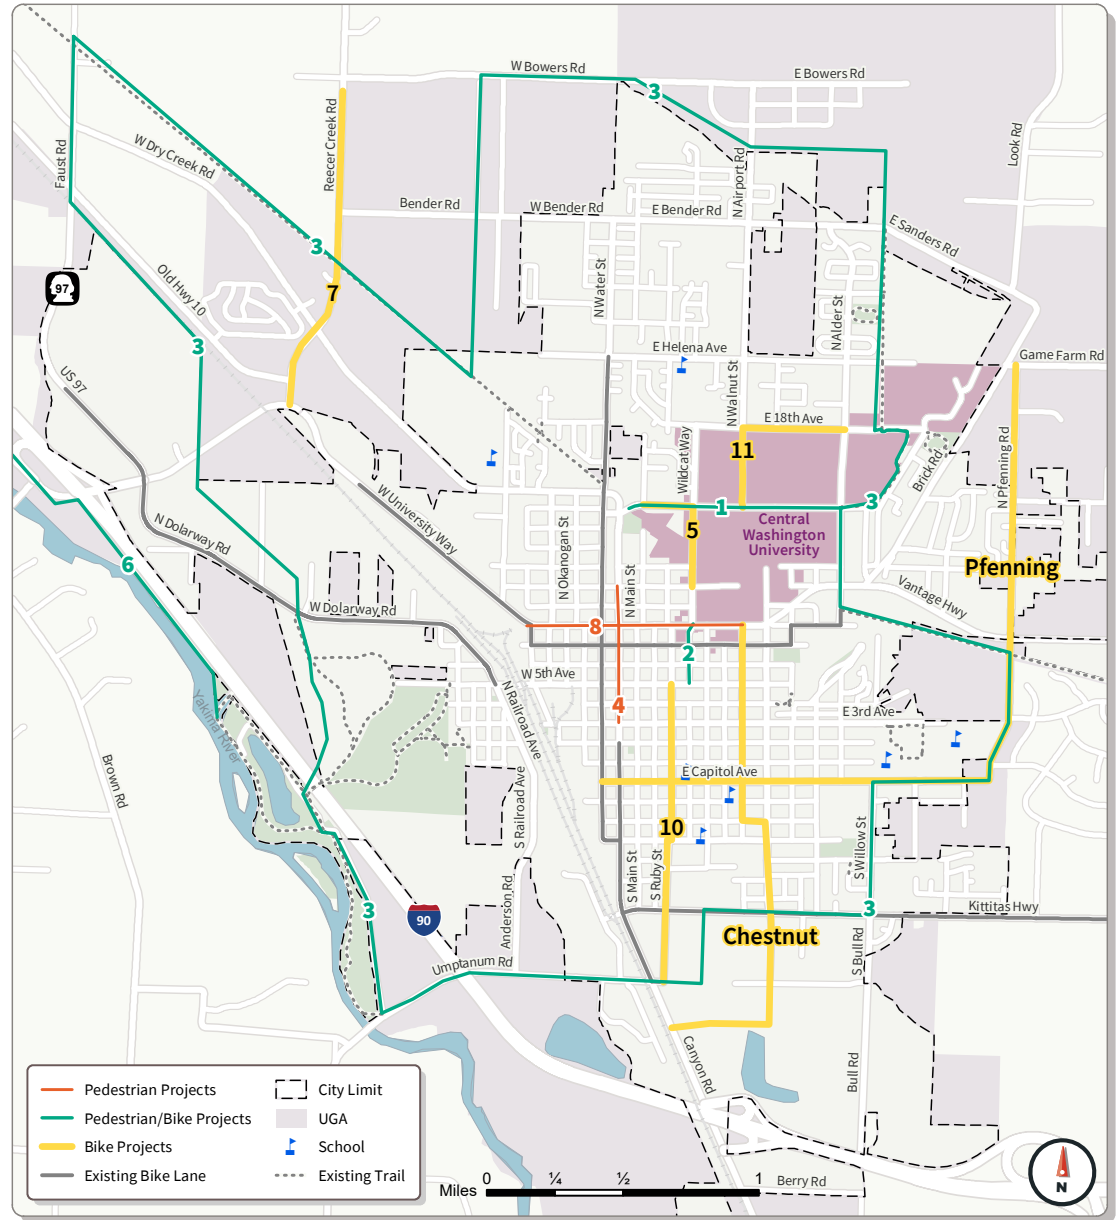 W Bowers Rd
E Bowers Rd
3
Look Rd
Reecer Creek Rd
W Dry Creek Rd
Faust Rd
N Airport Rd
Bender Rd
W Bender Rd
E Bender Rd
E Sanders Rd
3
97
Old Hwy 10
7
N Water St
N Alder St
3
E Helena Ave
Game Farm Rd
US 97
N Walnut St
E 18th Ave
Wildcat Way
11
Brick Rd
N Pfenning Rd
W University Way
1
3
N Dolarway Rd
5
Central
Washington
University
N Okanogan St
N Main St
6
Pfenning
Vantage Hwy
W Dolarway Rd
8
2
W 5th Ave
N Railroad Ave
4
E 3rd Ave
Yakima River
Brown Rd
E Capitol Ave
S Railroad Ave
10
S Willow St
S Main St
S Ruby St
3
90
Anderson Rd
3
Kittitas Hwy
Chestnut
S Bull Rd
Umptanum Rd
Canyon Rd
Bull Rd
Pedestrian Projects
Pedestrian/Bike Projects
Bike Projects
Existing Bike Lane
City Limit
UGA
School
Existing Trail
Miles
0
¼
½
1
Berry Rd
N